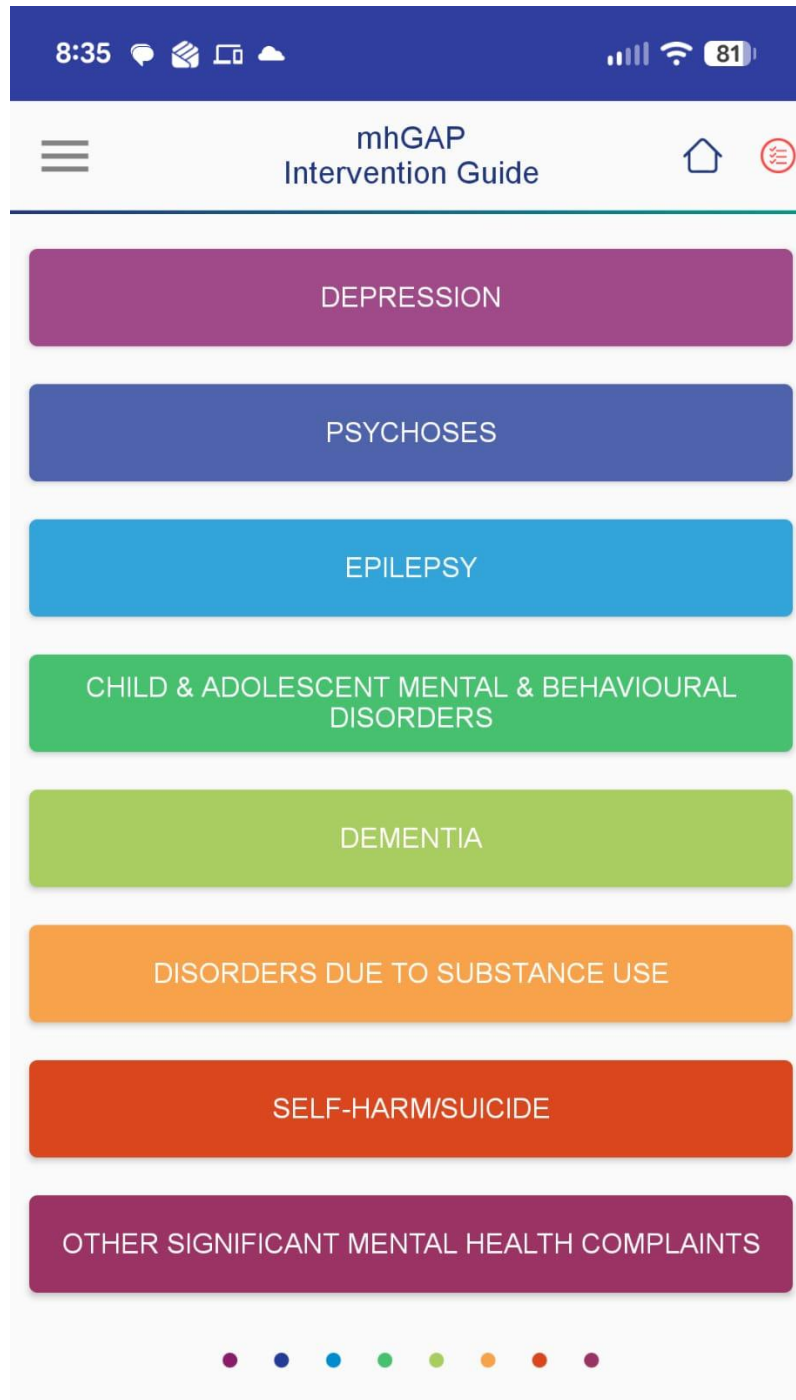 8:35
81
mhGAP
Intervention Guide
DEPRESSION
PSYCHOSES
EPILEPSY
CHILD & ADOLESCENT MENTAL & BEHAVIOURAL
DISORDERS
DEMENTIA
DISORDERS DUE TO SUBSTANCE USE
SELF-HARM/SUICIDE
OTHER SIGNIFICANT MENTAL HEALTH COMPLAINTS